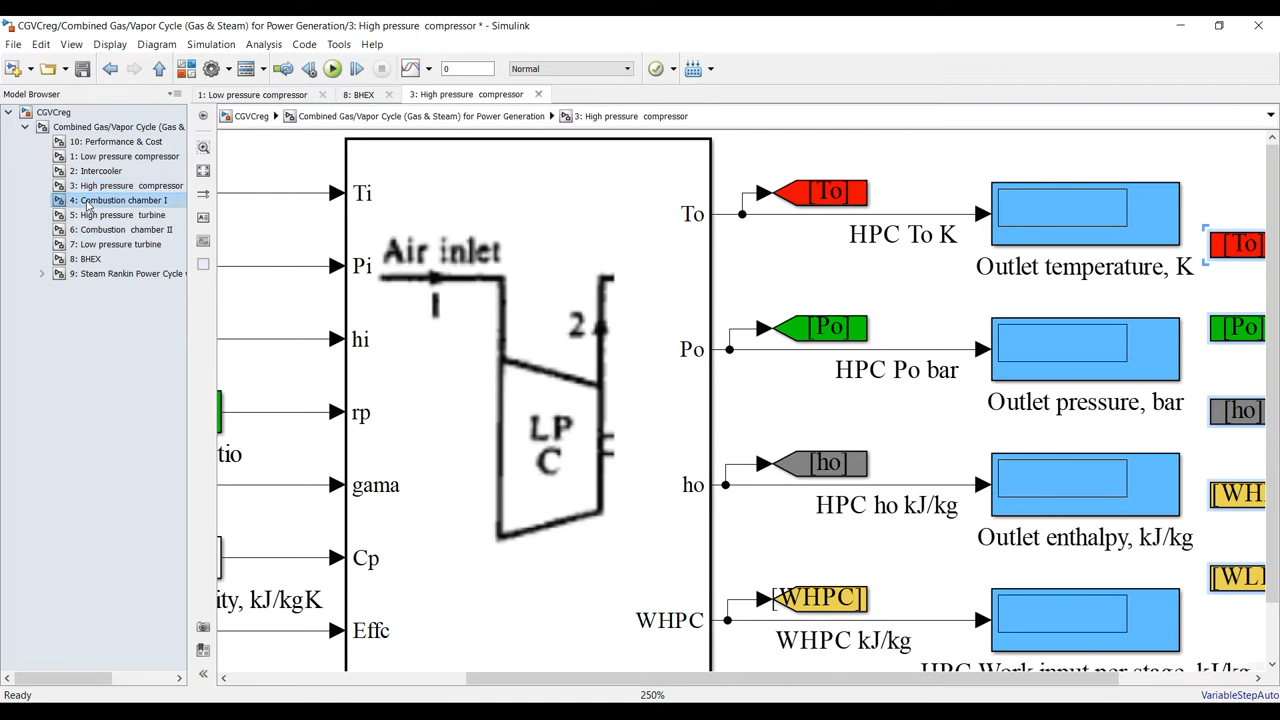 CGVCreg/Combined Gas/Vapor Cycle (Gas & Steam) for Power Generation/3: High pressure  compressor * - Simulink
File Edit View Display Diagram Simulation Analysis Code Tools Help
0
Normal
Model Browser
1: Low pressure compressor
8: BHEX
3: High pressure  compressor
CGVCreg
Combined Gas/Vapor Cycle (Gas &
10: Performance & Cost
1: Low pressure compressor
2: Intercooler
3: High pressure  compressor
4: Combustion chamber I
5: High pressure  turbine
6: Combustion  chamber II
7: Low pressure turbine
8: BHEX
9: Steam Rankin Power Cycle
CGVCreg
Combined Gas/Vapor Cycle (Gas & Steam) for Power Generation
3: High pressure  compressor
Ti
Pi
hi
rp
tio
gama
Cp
ity, kJ/kgK
Effc
Air inlet
1
2
LP
C
To
[To]
HPC To K
Outlet temperature, K
[To]
Po
[Po]
HPC Po bar
Outlet pressure, bar
[Po
ho
[ho]
HPC ho kJ/kg
Outlet enthalpy, kJ/kg
[ho]
WHPC
[WHPC]
WHPC kJ/kg
HPC Work input per stage, kJ/kg
Ready
250%
VariableStepAuto